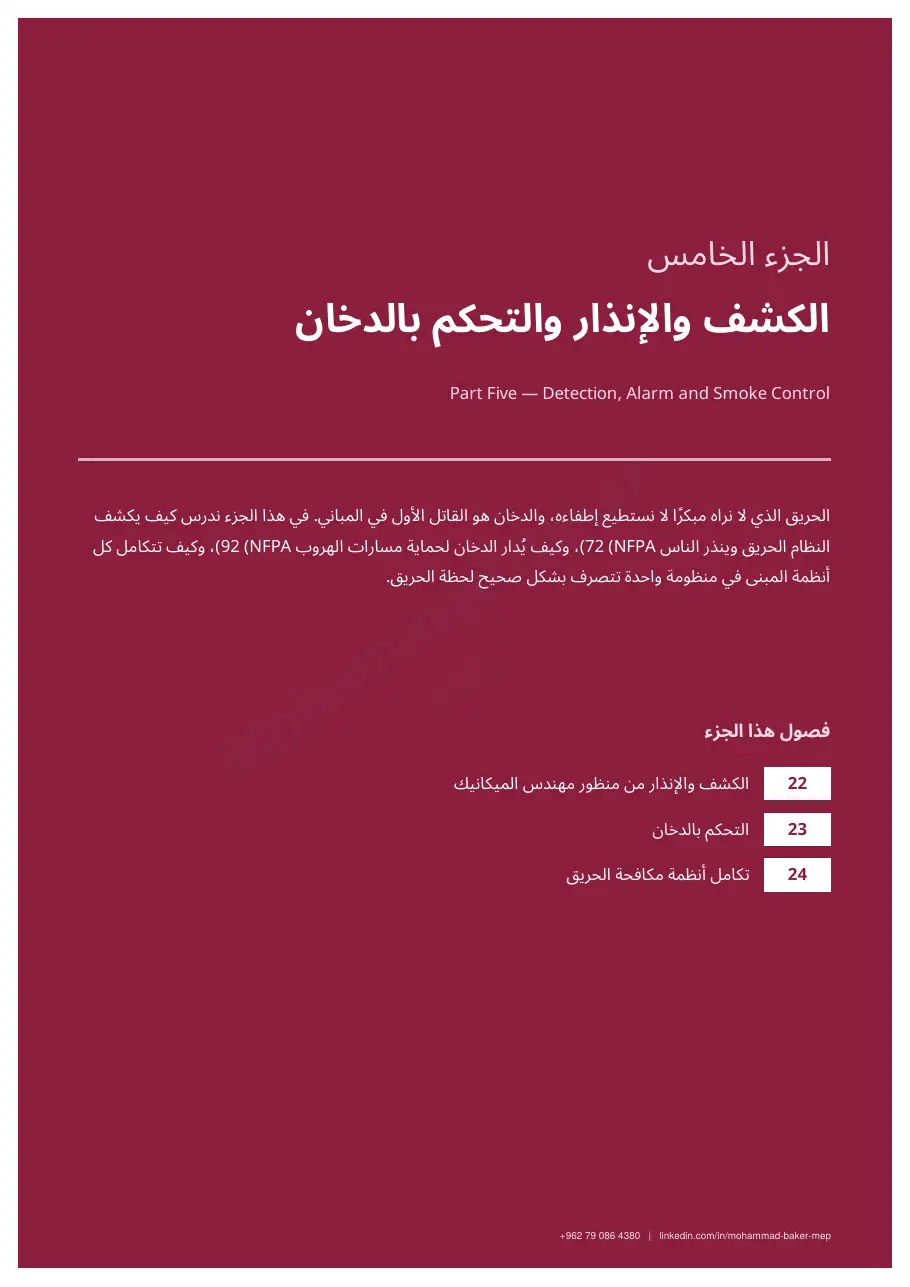 الجزء الخامس
الكشف والإنذار والتحكم بالدخان
Part Five — Detection, Alarm and Smoke Control
الحريق الذي لا نراه مبكرًا لا نستطيع إطفاءه، والدخان هو القاتل الأول في المباني. في هذا الجزء ندرس كيف يكشف
النظام الحريق وينذر الناس (NFPA 72)، وكيف يُدار الدخان لحماية مسارات الهروب (NFPA 92)، وكيف تتكامل كل
أنظمة المبنى في منظومة واحدة تتصرف بشكل صحيح لحظة الحريق.
فصول هذا الجزء
22 الكشف والإنذار من منظور مهندس الميكانيك
23 التحكم بالدخان
24 تكامل أنظمة مكافحة الحريق
+962 79 086 4380 | linkedin.com/in/mohammad-baker-mep